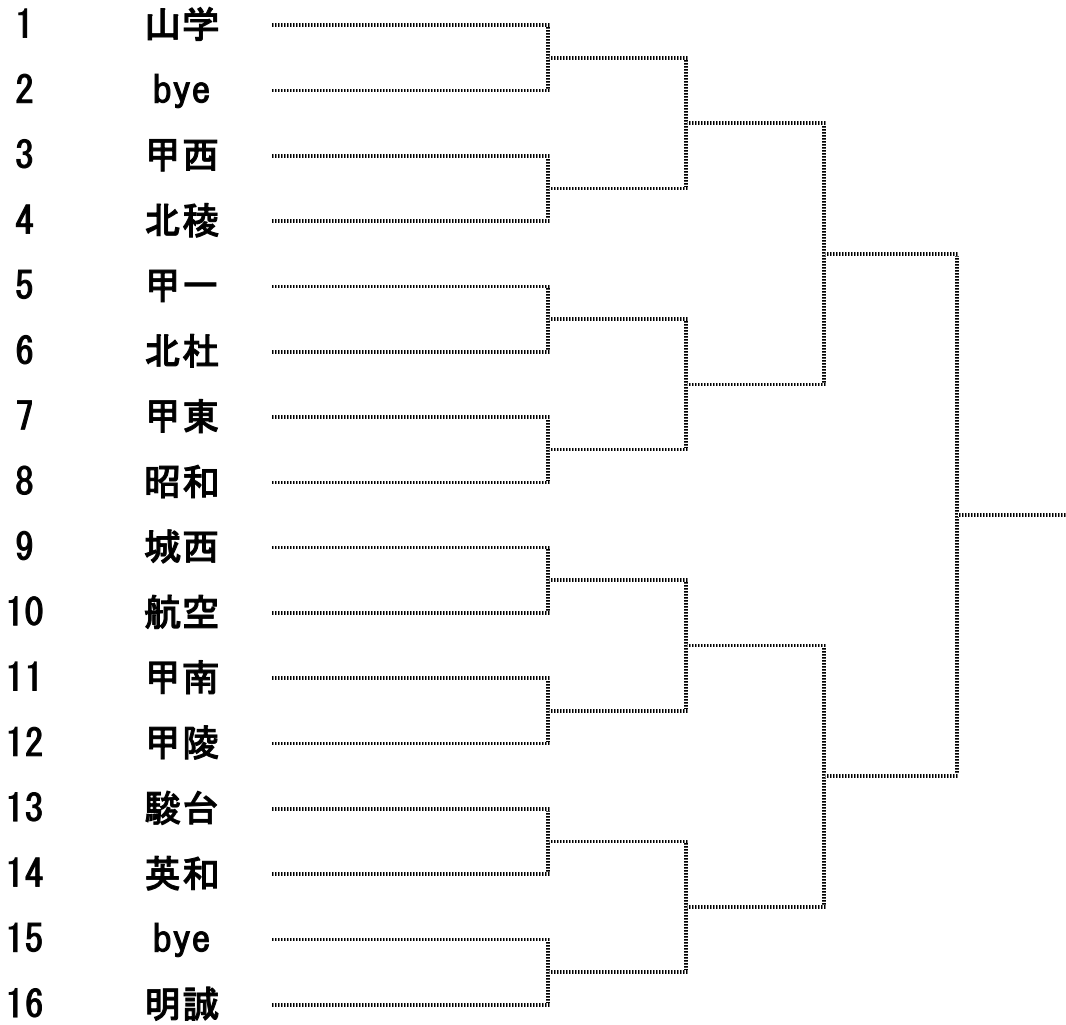 1 山学
2 bye
3 甲西
4 北稜
5 甲一
6 北杜
7 甲東
8 昭和
9 城西
10 航空
11 甲南
12 甲陵
13 駿台
14 英和
15 bye
16 明誠